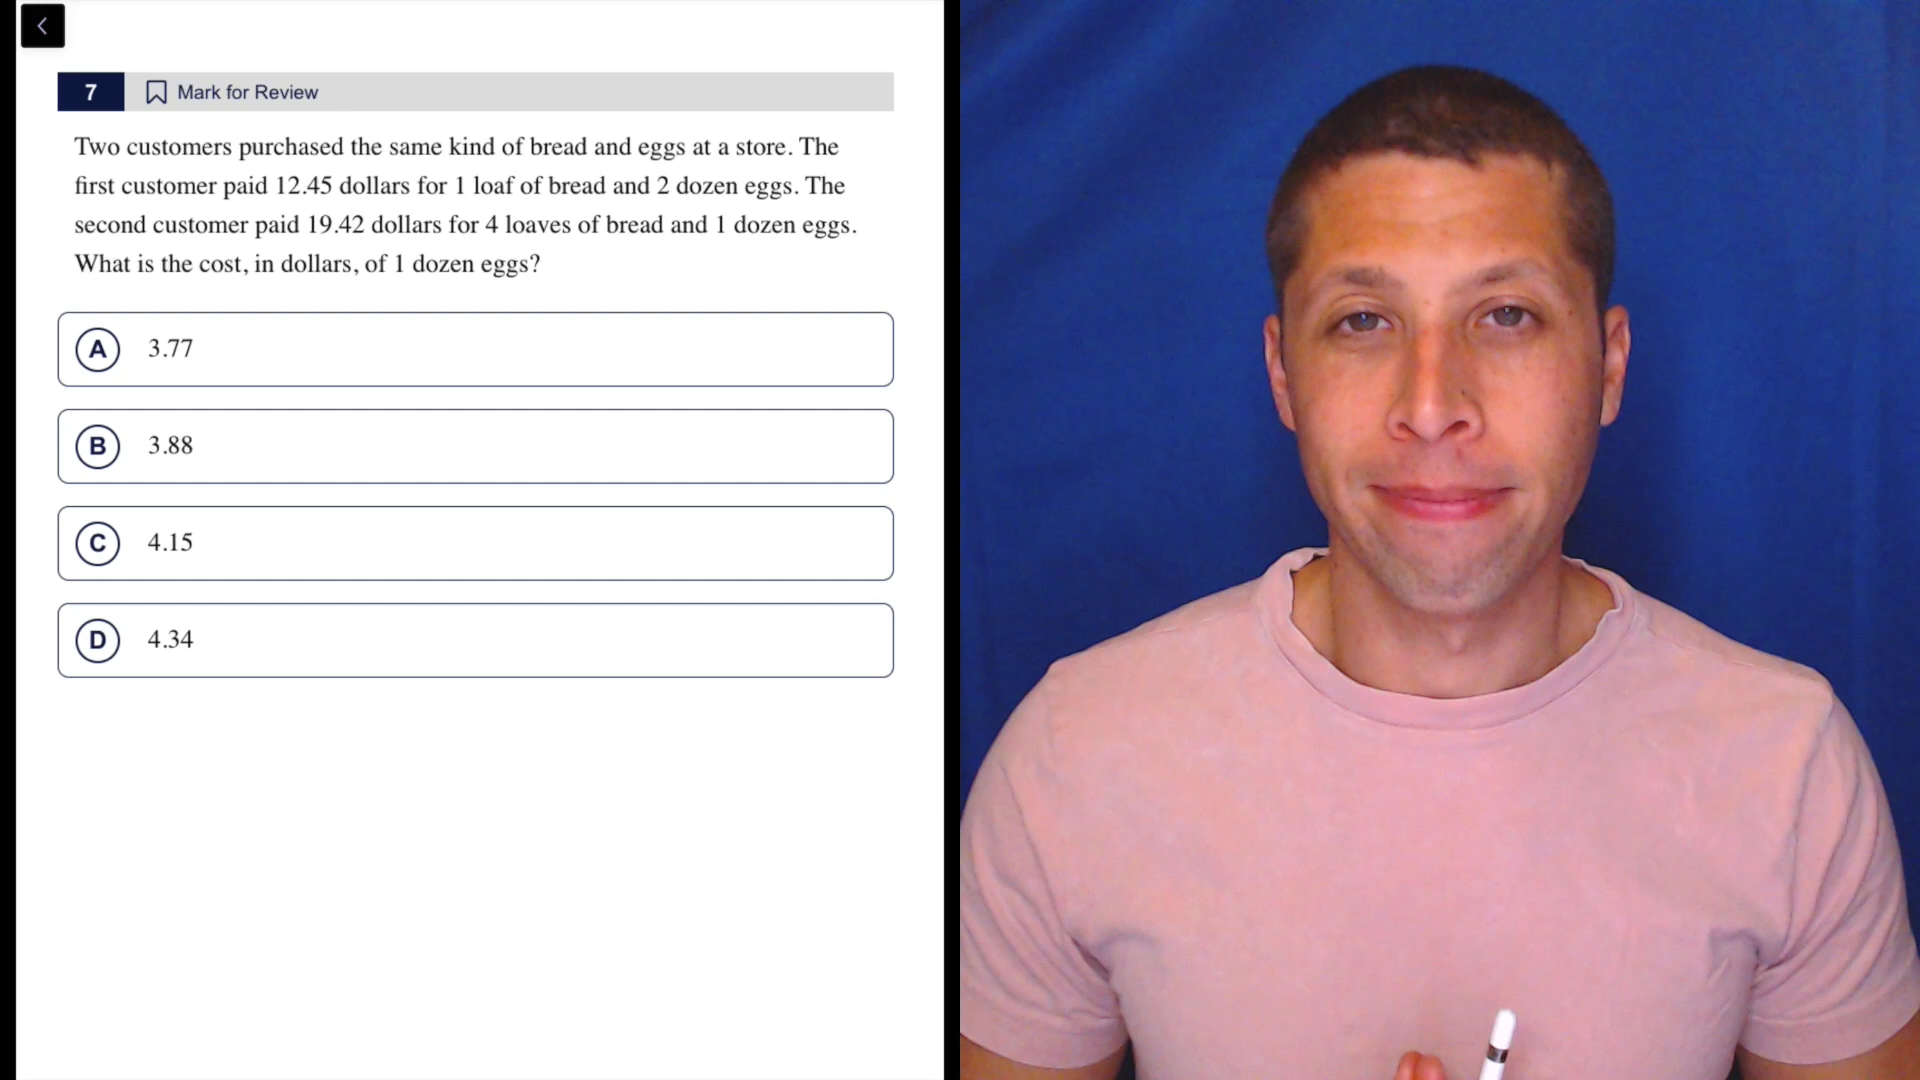 7 Mark for Review
Two customers purchased the same kind of bread and eggs at a store. The
first customer paid 12.45 dollars for 1 loaf of bread and 2 dozen eggs. The
second customer paid 19.42 dollars for 4 loaves of bread and 1 dozen eggs.
What is the cost, in dollars, of 1 dozen eggs?
A 3.77
B 3.88
C 4.15
D 4.34